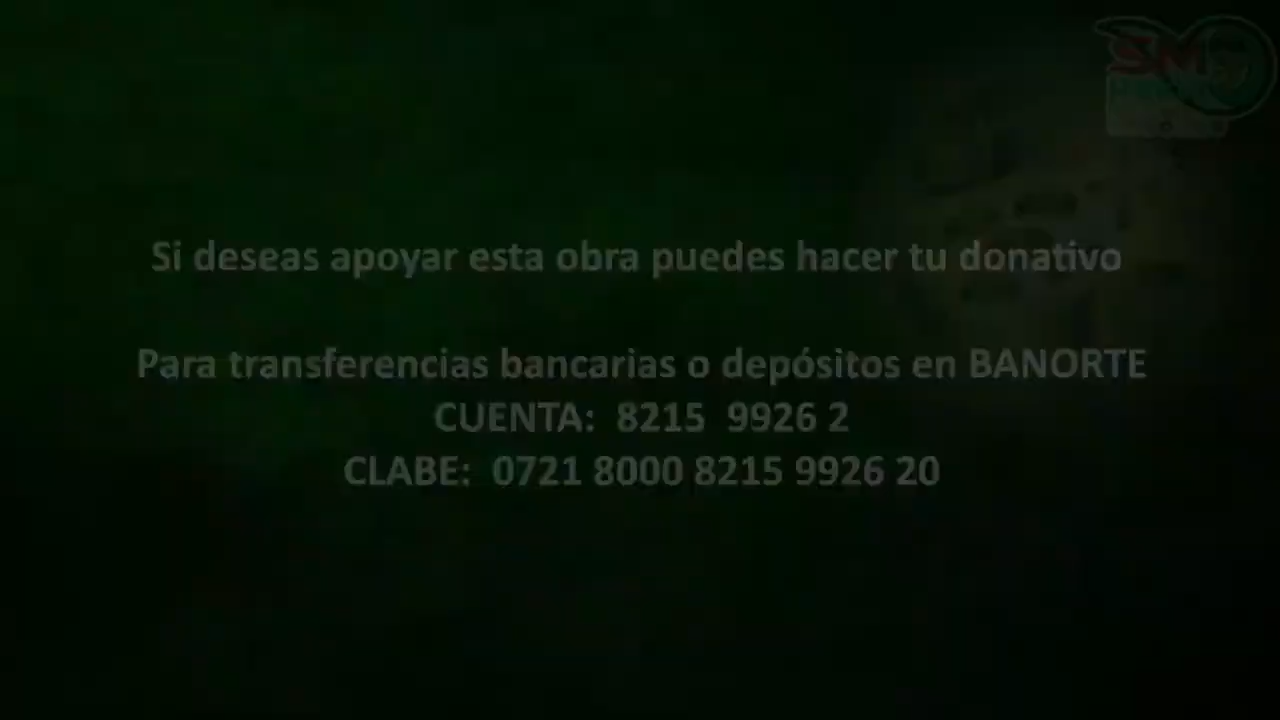 SM
Si deseas apoyar esta obra puedes hacer tu donativo
Para transferencias bancarias o depósitos en BANORTE
CUENTA:  8215  9926 2
CLABE:  0721 8000 8215 9926 20